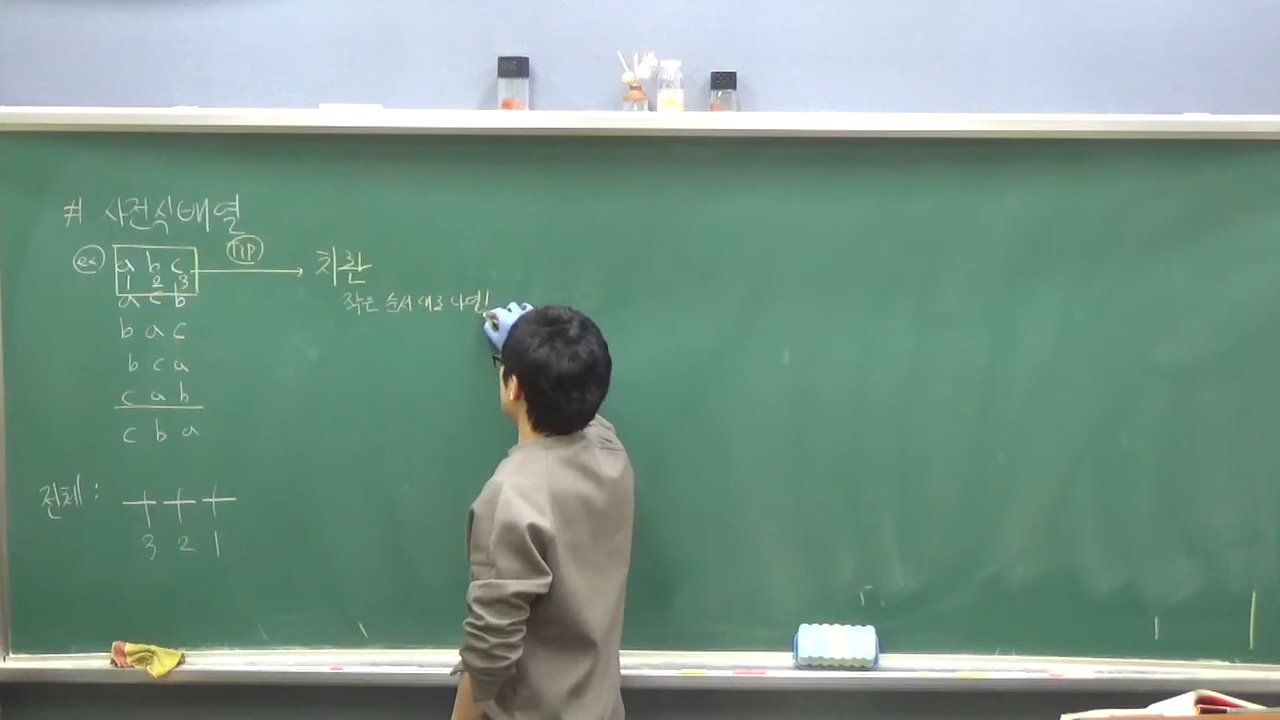 # 사전식배열
ex a b c TIP → 치환
1 2 3
작은 순서대로 나열!
a c b
b a c
b c a
c a b
c b a
전체 :
3 2 1